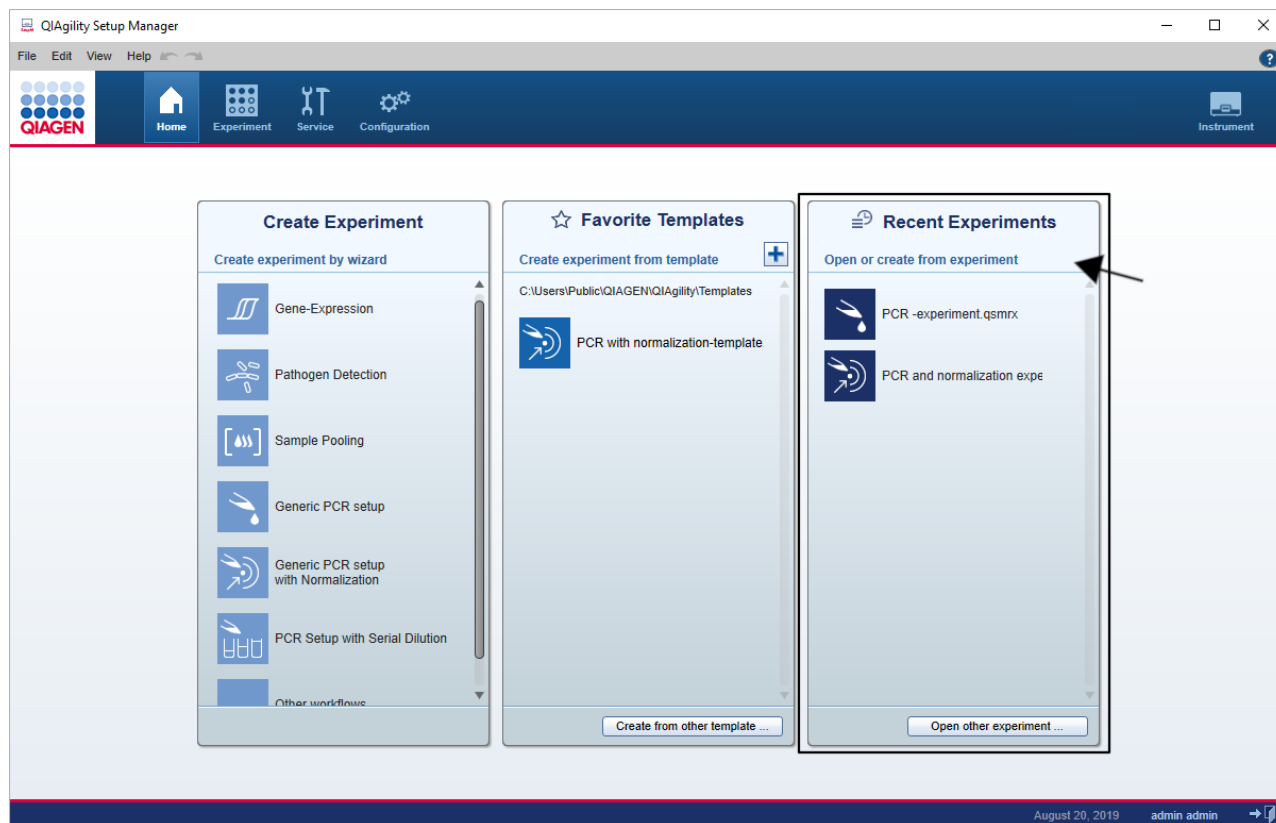 QIAgility Setup Manager
File Edit View Help
?
QIAGEN
Home
Experiment
Service
Configuration
Instrument
Create Experiment
Create experiment by wizard
Gene-Expression
Pathogen Detection
Sample Pooling
Generic PCR setup
Generic PCR setup
with Normalization
PCR Setup with Serial Dilution
Other workflows
Favorite Templates
Create experiment from template
C:\Users\Public\QIAGEN\QIAgility\Templates
PCR with normalization-template
Create from other template ...
Recent Experiments
Open or create from experiment
PCR -experiment.qsmrx
PCR and normalization expe
Open other experiment ...
August 20, 2019
admin admin